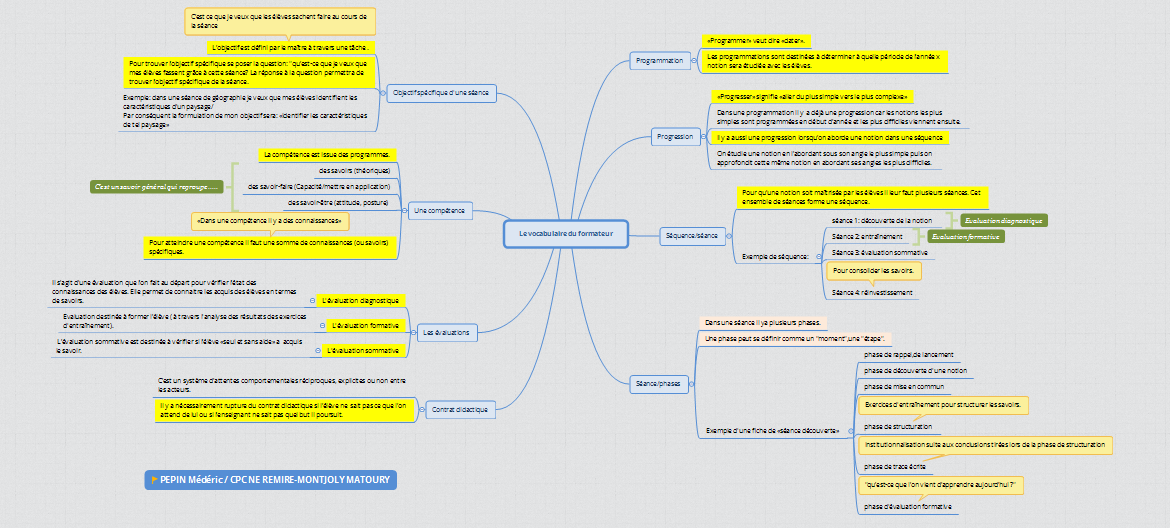 C'est ce que je veux que les élèves sachent faire au cours de
la séance
L'objectif est défini par le maître à travers une tâche.
Pour trouver l'objectif spécifique se poser la question: "qu'est-ce que je veux que
mes élèves fassent grâce à cette séance? La réponse à la question permettra de
trouver l'objectif spécifique de la séance.
Exemple: dans une séance de géographie je veux que mes élèves identifient les
caractéristiques d'un paysage/
Par conséquent la formulation de mon objectif sera: «identifier les caractéristiques
de tel paysage»
Objectif spécifique d'une séance
La compétence est issue des programmes.
des savoirs (théoriques)
C'est un savoir général qui regroupe.....
des savoir-faire (Capacité/mettre en application)
des savoir-être (attitude, posture)
«Dans une compétence il y a des connaissances»
Pour atteindre une compétence il faut une somme de connaissances (ou savoirs)
spécifiques.
Une compétence
Il s'agit d'une évaluation que l'on fait au départ pour vérifier l'état des
connaissances des élèves. Elle permet de connaitre les acquis des élèves en termes
de savoirs.
L'évaluation diagnostique
Evaluation destinée à former l'élève ( à travers l'analyse des résultats des exercices
d'entraînement).
L'évaluation formative
L'évaluation sommative est destinée à vérifier si l'élève «seul et sans aide» a acquis
le savoir.
L'évaluation sommative
Les évaluations
C'est un système d'attentes comportementales réciproques, explicites ou non entre
les acteurs.
Il y a nécessairement rupture du contrat didactique si l'élève ne sait pas ce que l'on
attend de lui ou si l'enseignant ne sait pas quel but il poursuit.
Contrat didactique
PEPIN Médéric / CPC NE REMIRE-MONTJOLY MATOURY
Le vocabulaire du formateur
Programmation
«Programmer» veut dire «dater».
Les programmations sont destinées à déterminer à quelle période de l'année x
notion sera étudiée avec les élèves.
Progression
«Progresser» signifie «aller du plus simple vers le plus complexe»
Dans une programmation il y a déjà une progression car les notions les plus
simples sont programmées en début d'année et les plus difficiles viennent ensuite.
Il y a aussi une progression lorsqu'on aborde une notion dans une séquence
On étudie une notion en l'abordant sous son angle le plus simple puis on
approfondit cette même notion en abordant ses angles les plus difficiles.
Séquence/séance
Pour qu'une notion soit maîtrisée par les élèves il leur faut plusieurs séances. Cet
ensemble de séances forme une séquence.
Exemple de séquence:
séance 1: découverte de la notion
Evaluation diagnostique
Séance 2: entraînement
Evaluation formative
Séance 3: évaluation sommative
Pour consolider les savoirs.
Séance 4: réinvestissement
Séance/phases
Dans une séance il y a plusieurs phases.
Une phase peut se définir comme un "moment",une "étape".
Exemple d'une fiche de «séance découverte»
phase de rappel,de lancement
phase de découverte d'une notion
phase de mise en commun
Exercices d'entraînement pour structurer les savoirs.
phase de structuration
Institutionnalisation suite aux conclusions tirées lors de la phase de structuration
phase de trace écrite
"qu'est-ce que l'on vient d'apprendre aujourd'hui ?"
phase d'évaluation formative